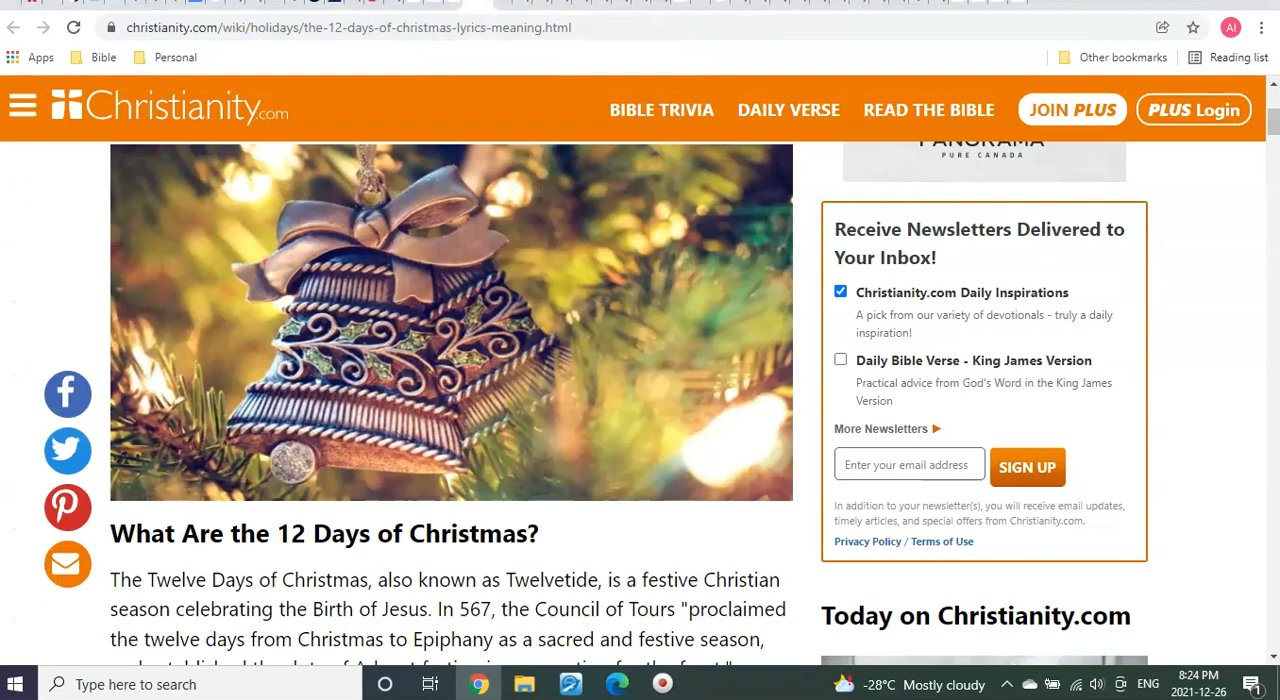 christianity.com/wiki/holidays/the-12-days-of-christmas-lyrics-meaning.html
AI
Apps
Bible
Personal
Other bookmarks
Reading list
Christianity.com
BIBLE TRIVIA
DAILY VERSE
READ THE BIBLE
JOIN PLUS
PLUS Login
PANORAMA
PURE CANADA
Receive Newsletters Delivered to
Your Inbox!
Christianity.com Daily Inspirations
A pick from our variety of devotionals - truly a daily
inspiration!
Daily Bible Verse - King James Version
Practical advice from God's Word in the King James
Version
More Newsletters
Enter your email address
SIGN UP
In addition to your newsletter(s), you will receive email updates,
timely articles, and special offers from Christianity.com.
Privacy Policy / Terms of Use
What Are the 12 Days of Christmas?
The Twelve Days of Christmas, also known as Twelvetide, is a festive Christian
season celebrating the Birth of Jesus. In 567, the Council of Tours "proclaimed
the twelve days from Christmas to Epiphany as a sacred and festive season,
Today on Christianity.com
Type here to search
-28°C Mostly cloudy
ENG
8:24 PM
2021-12-26
1